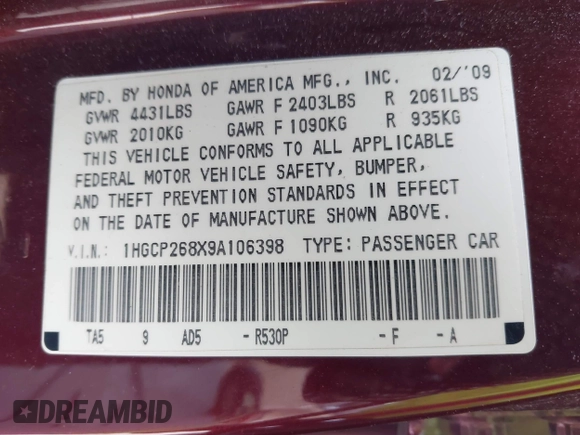 MFD. BY HONDA OF AMERICA MFG., INC. 02/'09
GVWR 4431LBS GAWR F 2403LBS R 2061LBS
GVWR 2010KG GAWR F 1090KG R 935KG
THIS VEHICLE CONFORMS TO ALL APPLICABLE
FEDERAL MOTOR VEHICLE SAFETY, BUMPER,
AND THEFT PREVENTION STANDARDS IN EFFECT
ON THE DATE OF MANUFACTURE SHOWN ABOVE.
V.I.N.: 1HGCP268X9A106398 TYPE: PASSENGER CAR
TA5 9 AD5 - R530P - F - A
DREAMBID